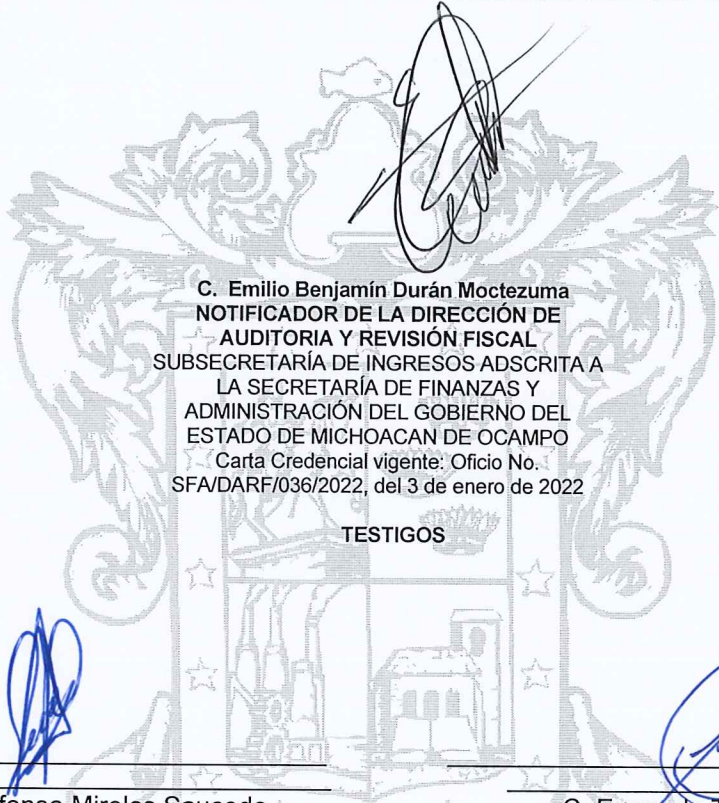 C. Emilio Benjamín Durán Moctezuma
NOTIFICADOR DE LA DIRECCIÓN DE
AUDITORIA Y REVISIÓN FISCAL
SUBSECRETARÍA DE INGRESOS ADSCRITA A
LA SECRETARÍA DE FINANZAS Y
ADMINISTRACIÓN DEL GOBIERNO DEL
ESTADO DE MICHOACAN DE OCAMPO
Carta Credencial vigente: Oficio No.
SFA/DARF/036/2022, del 3 de enero de 2022
TESTIGOS